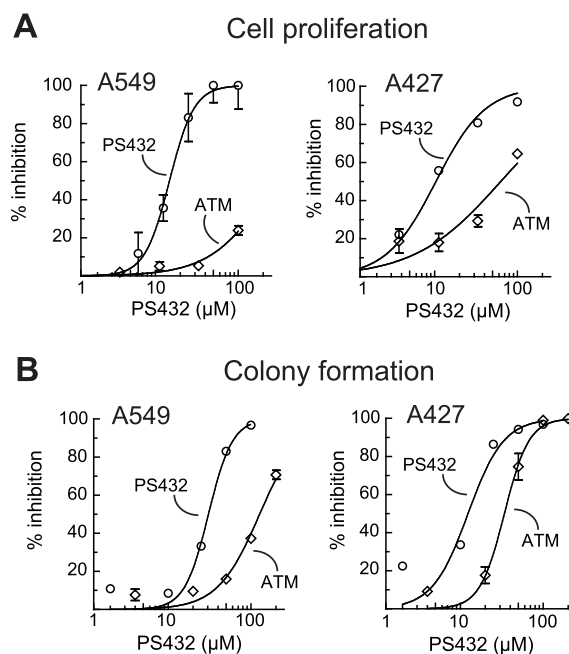 A
Cell proliferation
A549
A427
% inhibition
100
80
60
40
20
PS432
ATM
1
10
100
PS432 (µM)
% inhibition
100
80
60
40
20
PS432
ATM
1
10
100
PS432 (µM)
B
Colony formation
A549
A427
% inhibition
100
80
60
40
20
PS432
ATM
1
10
100
PS432 (µM)
% inhibition
100
80
60
40
20
PS432
ATM
1
10
100
PS432 (µM)